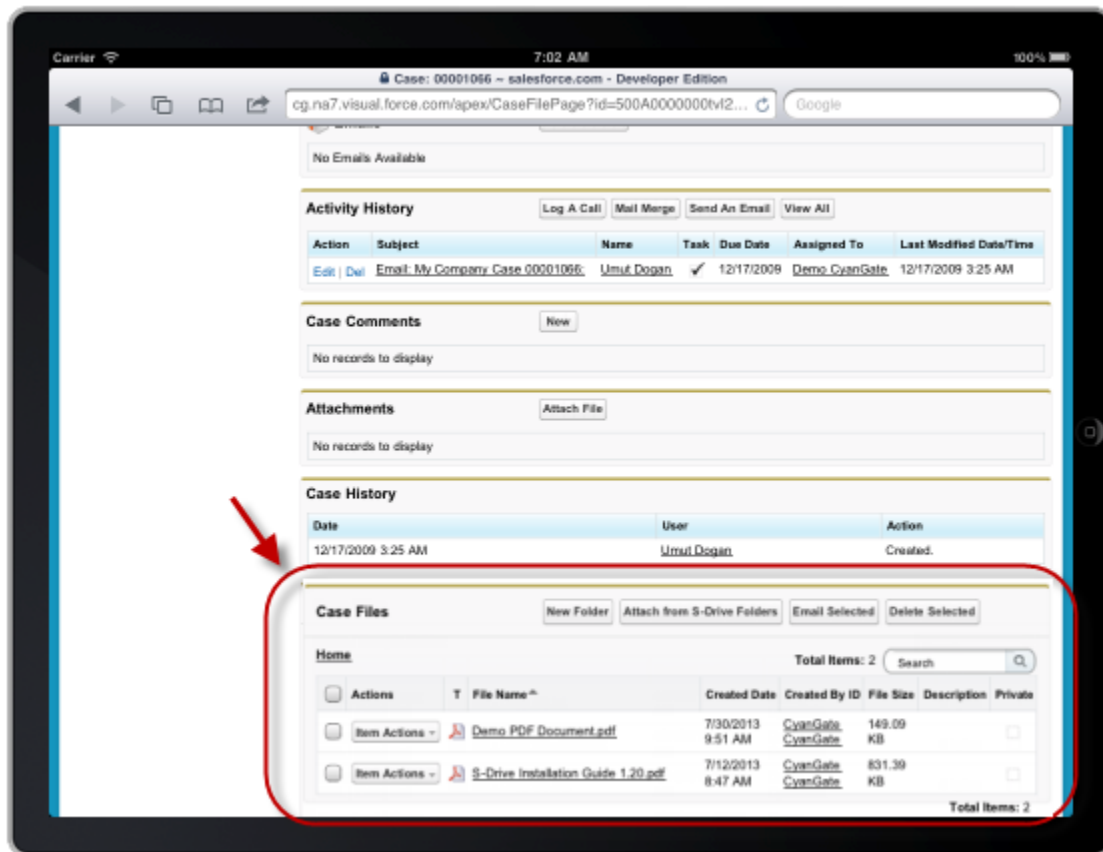 Carrier 7:02 AM 100%
Case: 00001066 ~ salesforce.com - Developer Edition
cg.na7.visual.force.com/apex/CaseFilePage?id=500A0000000tvI2... Google
No Emails Available
Activity History Log A Call Mail Merge Send An Email View All
Action Subject Name Task Due Date Assigned To Last Modified Date/Time
Edit | Del Email: My Company Case 00001066: Umut Dogan 12/17/2009 Demo CyanGate 12/17/2009 3:25 AM
Case Comments New
No records to display
Attachments Attach File
No records to display
Case History
Date User Action
12/17/2009 3:25 AM Umut Dogan Created.
Case Files New Folder Attach from S-Drive Folders Email Selected Delete Selected
Home Total Items: 2 Search
Actions T File Name Created Date Created By ID File Size Description Private
Item Actions Demo PDF Document.pdf 7/30/2013 CyanGate 149.09
9:51 AM CyanGate KB
Item Actions S-Drive Installation Guide 1.20.pdf 7/12/2013 CyanGate 831.39
8:47 AM CyanGate KB
Total Items: 2